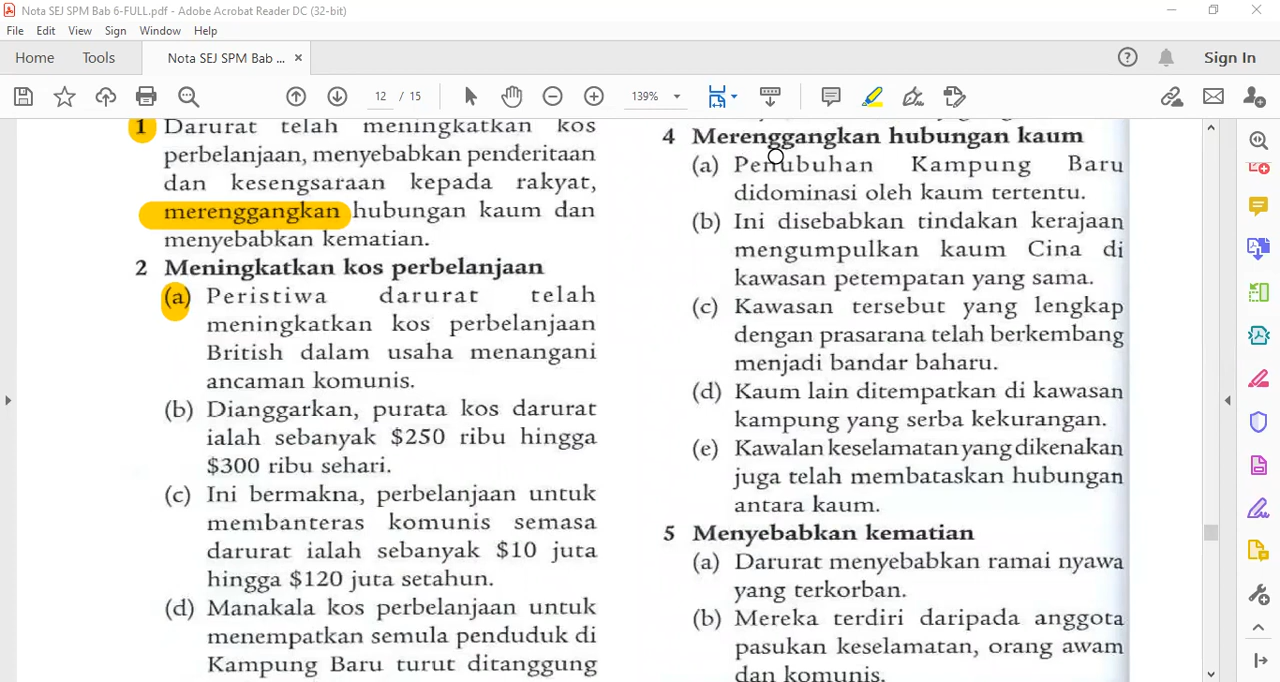 Nota SEJ SPM Bab 6-FULL.pdf - Adobe Acrobat Reader DC (32-bit)
File Edit View Sign Window Help
Home Tools Nota SEJ SPM Bab ... × Sign In
12 / 15 139%
1 Darurat telah meningkatkan kos
perbelanjaan, menyebabkan penderitaan
dan kesengsaraan kepada rakyat,
merenggangkan hubungan kaum dan
menyebabkan kematian.
2 Meningkatkan kos perbelanjaan
(a) Peristiwa darurat telah
meningkatkan kos perbelanjaan
British dalam usaha menangani
ancaman komunis.
(b) Dianggarkan, purata kos darurat
ialah sebanyak $250 ribu hingga
$300 ribu sehari.
(c) Ini bermakna, perbelanjaan untuk
membanteras komunis semasa
darurat ialah sebanyak $10 juta
hingga $120 juta setahun.
(d) Manakala kos perbelanjaan untuk
menempatkan semula penduduk di
Kampung Baru turut ditanggung
4 Merenggangkan hubungan kaum
(a) Penubuhan Kampung Baru
didominasi oleh kaum tertentu.
(b) Ini disebabkan tindakan kerajaan
mengumpulkan kaum Cina di
kawasan petempatan yang sama.
(c) Kawasan tersebut yang lengkap
dengan prasarana telah berkembang
menjadi bandar baharu.
(d) Kaum lain ditempatkan di kawasan
kampung yang serba kekurangan.
(e) Kawalan keselamatan yang dikenakan
juga telah membataskan hubungan
antara kaum.
5 Menyebabkan kematian
(a) Darurat menyebabkan ramai nyawa
yang terkorban.
(b) Mereka terdiri daripada anggota
pasukan keselamatan, orang awam
dan komunis.